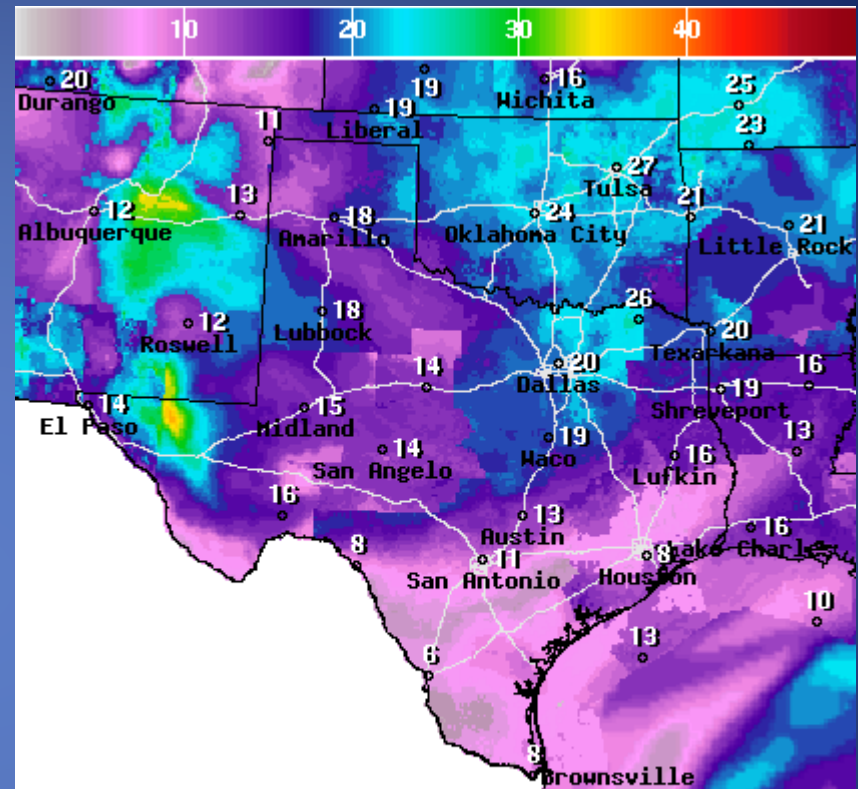 10 20 30 40
20 19 16 25
Durango 19 Wichita
11 Liberal 23
27
Tulsa
12 13 18 24 21 21
Albuquerque Amarillo Oklahoma City Little Rock
12 18 26
Roswell Lubbock 20
14 20 Texarkana
Dallas 19 16
14 15 Shreveport
El Paso Midland 19 13
14 Waco 16
San Angelo Lufkin
16 13 16
Austin Lake Charles
8 11 8
San Antonio Houston
10
13
6
8
Brownsville